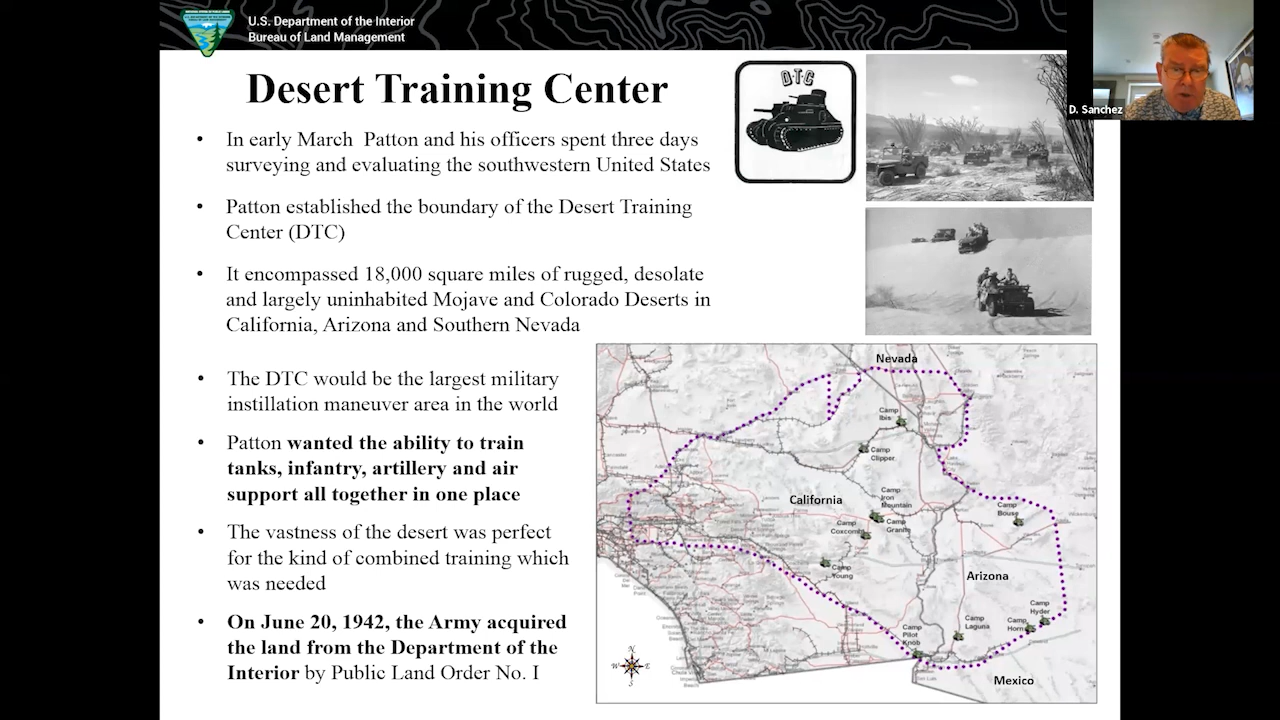 U.S. Department of the Interior
Bureau of Land Management
D. Sanchez
Desert Training Center
DTC
In early March Patton and his officers spent three days
surveying and evaluating the southwestern United States
Patton established the boundary of the Desert Training
Center (DTC)
It encompassed 18,000 square miles of rugged, desolate
and largely uninhabited Mojave and Colorado Deserts in
California, Arizona and Southern Nevada
The DTC would be the largest military
instillation maneuver area in the world
Patton wanted the ability to train
tanks, infantry, artillery and air
support all together in one place
The vastness of the desert was perfect
for the kind of combined training which
was needed
On June 20, 1942, the Army acquired
the land from the Department of the
Interior by Public Land Order No. I
Nevada
Camp
Ibis
Camp
Clipper
California
Camp
Iron
Mountain
Camp
Granite
Camp
Coxcomb
Camp
Young
Camp
Bouse
Arizona
Camp
Hyder
Camp
Horn
Camp
Laguna
Camp
Pilot
Knob
Mexico
N
W
E
S